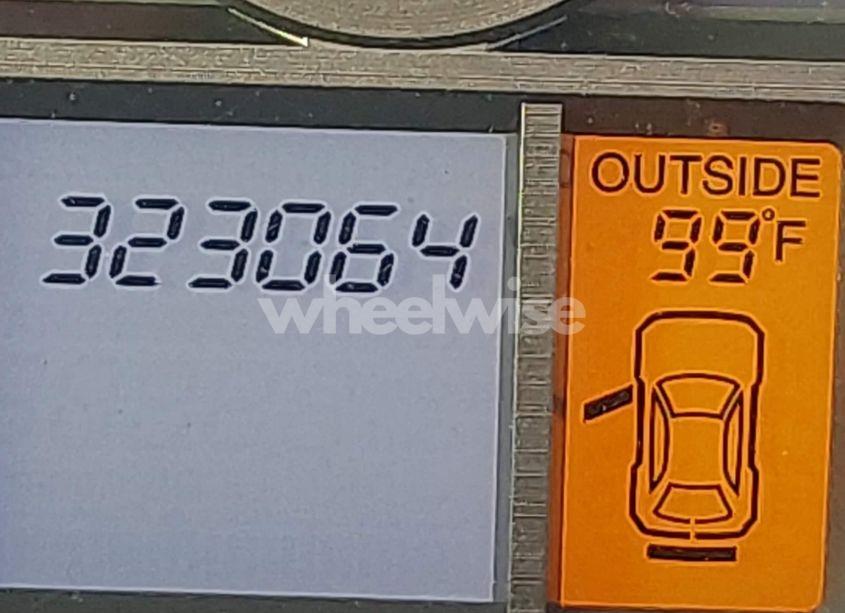 323064
OUTSIDE
99°F
wheelwise